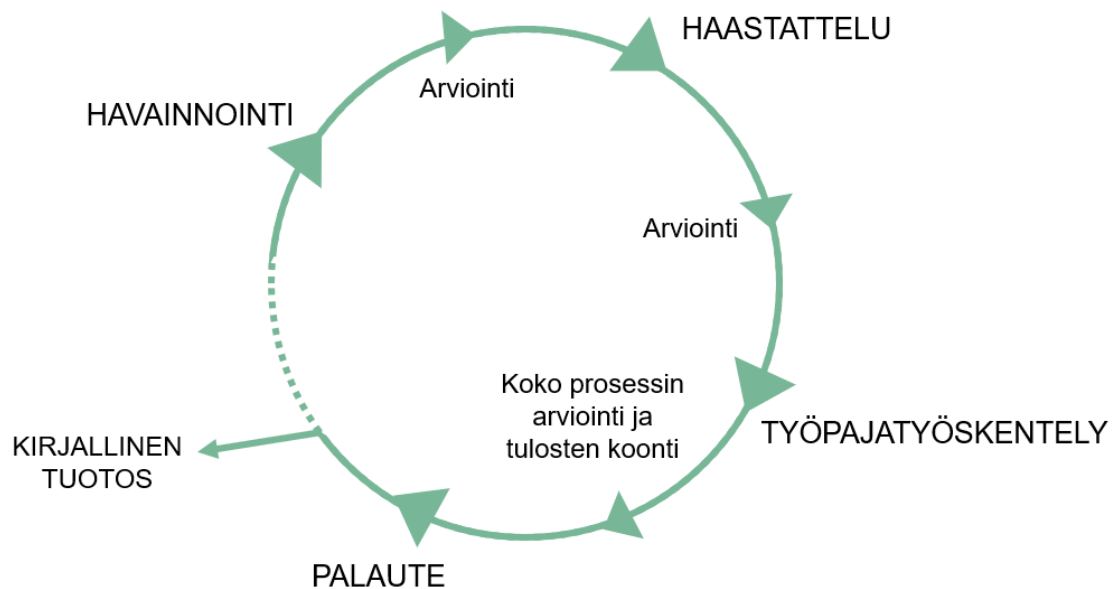 HAASTATTELU
Arviointi
HAVAINNOINTI
Arviointi
Koko prosessin
arviointi ja
tulosten koonti
TYÖPAJATYÖSKENTELY
KIRJALLINEN
TUOTOS
PALAUTE